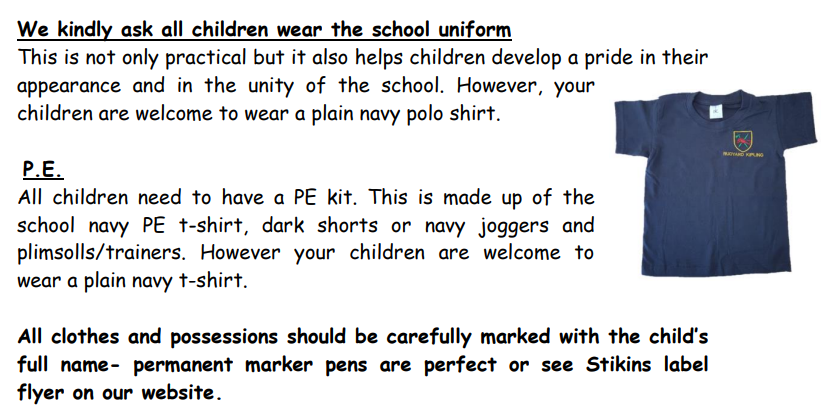 We kindly ask all children wear the school uniform
This is not only practical but it also helps children develop a pride in their
appearance and in the unity of the school. However, your
children are welcome to wear a plain navy polo shirt.
RUDYARD KIPLING
P.E.
All children need to have a PE kit. This is made up of the
school navy PE t-shirt, dark shorts or navy joggers and
plimsolls/trainers. However your children are welcome to
wear a plain navy t-shirt.
All clothes and possessions should be carefully marked with the child's
full name- permanent marker pens are perfect or see Stikins label
flyer on our website.